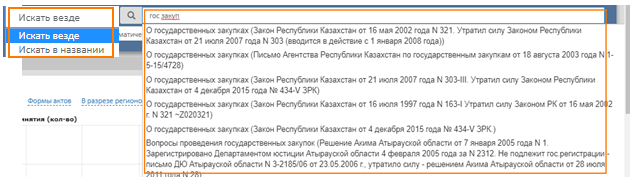 Искать везде
Искать везде
Искать в названии
гос закуп
О государственных закупках (Закон Республики Казахстан от 16 мая 2002 года N 321. Утратил силу Законом Республики
Казахстан от 21 июля 2007 года N 303 (вводится в действие с 1 января 2008 года))
О государственных закупках (Письмо Агентства Республики Казахстан по государственным закупкам от 18 августа 2003 года N 1-
5-15/4728)
О государственных закупках (Закон Республики Казахстан от 21 июля 2007 года N 303-III. Утратил силу Законом Республики
Казахстан от 4 декабря 2015 года № 434-V ЗРК)
О государственных закупках (Закон Республики Казахстан от 16 июля 1997 года N 163-I Утратил силу Законом РК от 16 мая 2002
г. N 321 ~Z020321)
О государственных закупках (Закон Республики Казахстан от 4 декабря 2015 года № 434-V ЗРК.)
Вопросы проведения государственных закупок (Решение Акима Атырауской области от 7 января 2005 года N 1.
Зарегистрировано Департаментом юстиции Атырауской области 4 февраля 2005 года за N 2312. Не подлежит гос.регистрации -
письмо ДЮ Атырауской области N 3-2185/06 от 23.05.2006 г., утратило силу - решением Акима Атырауской области от 28 июля
2011 года N 28)
Формы актов
В разрезе регионо
нятия (кол-во)